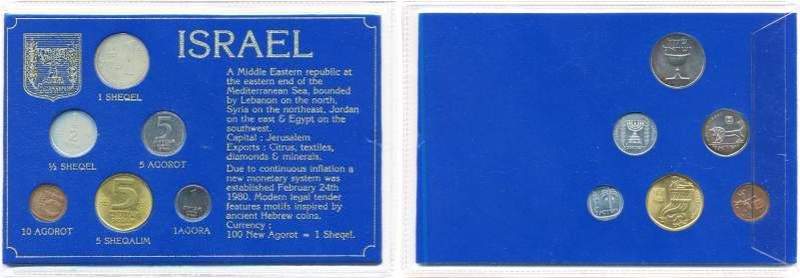 ISRAEL
1 SHEQEL
½ SHEQEL
5 AGOROT
10 AGOROT
5 SHEQALIM
1AGORA
A Middle Eastern republic at
the eastern end of the
Mediterranean Sea, bounded
by Lebanon on the north,
Syria on the northeast, Jordan
on the east & Egypt on the
southwest.
Capital : Jerusalem
Exports : Citrus, textiles,
diamonds & minerals.
Due to continuous inflation a
new monetary system was
established February 24th
1980. Modern legal tender
features motifs inspired by
ancient Hebrew coins.
Currency :
100 New Agorot = 1 Sheqel.
5
5
1